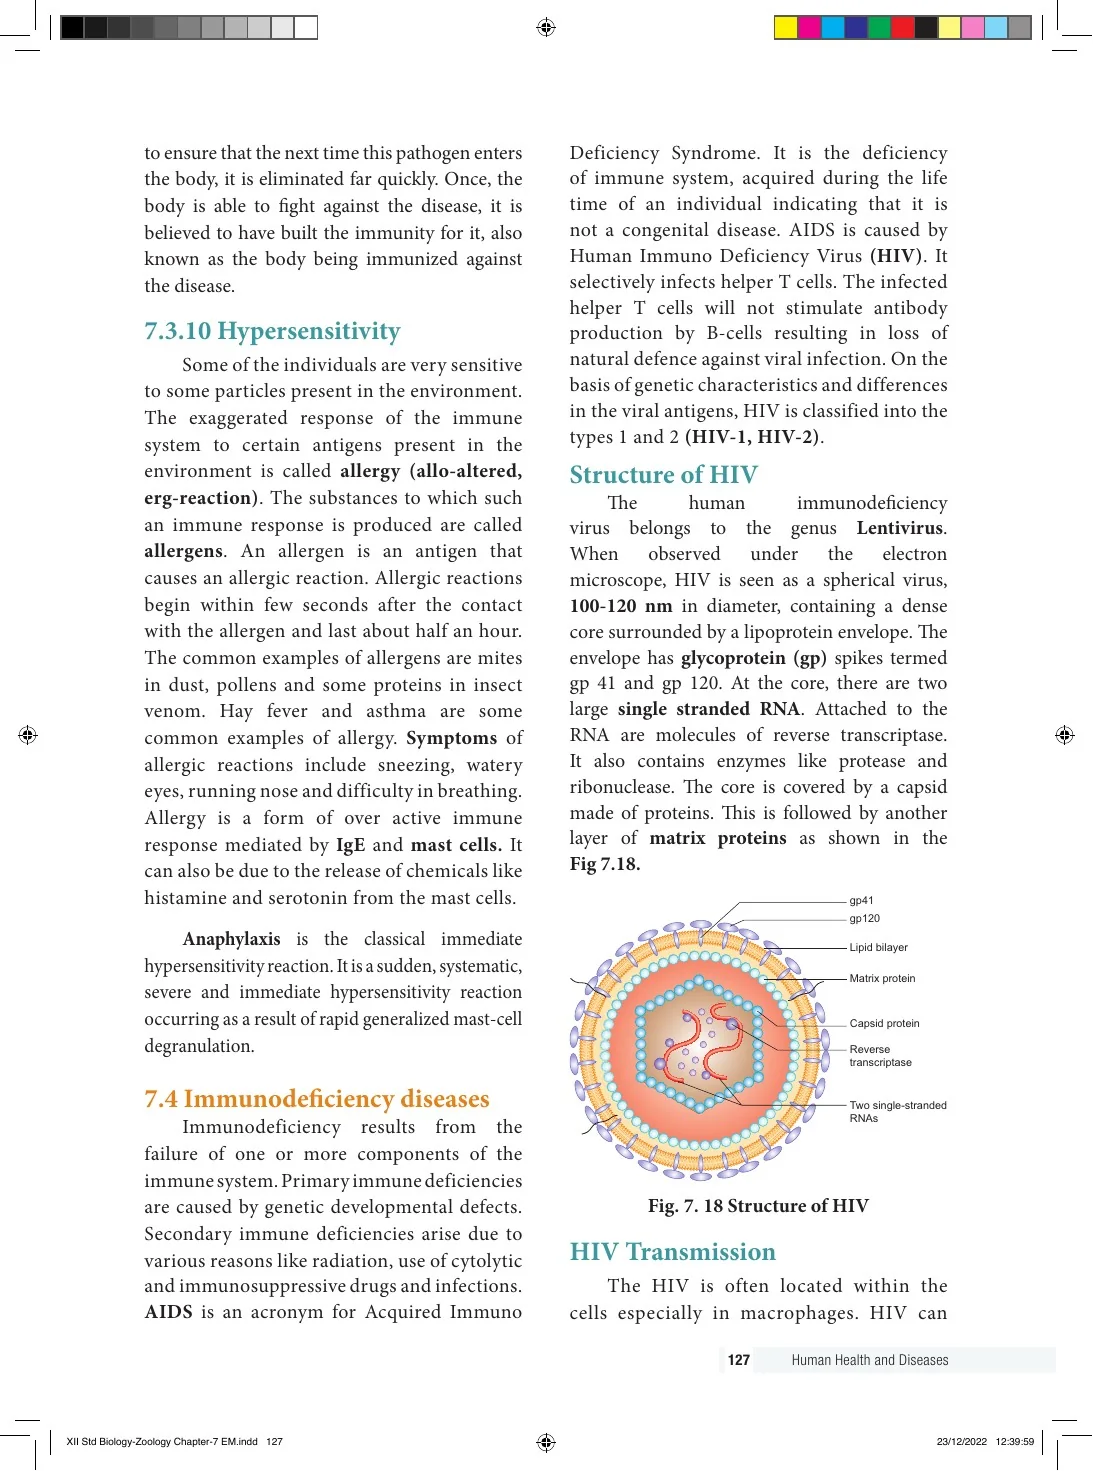 to ensure that the next time this pathogen enters
the body, it is eliminated far quickly. Once, the
body is able to fight against the disease, it is
believed to have built the immunity for it, also
known as the body being immunized against
the disease.
7.3.10 Hypersensitivity
Some of the individuals are very sensitive
to some particles present in the environment.
The exaggerated response of the immune
system to certain antigens present in the
environment is called allergy (allo-altered,
erg-reaction). The substances to which such
an immune response is produced are called
allergens. An allergen is an antigen that
causes an allergic reaction. Allergic reactions
begin within few seconds after the contact
with the allergen and last about half an hour.
The common examples of allergens are mites
in dust, pollens and some proteins in insect
venom. Hay fever and asthma are some
common examples of allergy. Symptoms of
allergic reactions include sneezing, watery
eyes, running nose and difficulty in breathing.
Allergy is a form of over active immune
response mediated by IgE and mast cells. It
can also be due to the release of chemicals like
histamine and serotonin from the mast cells.
Anaphylaxis is the classical immediate
hypersensitivity reaction. It is a sudden, systematic,
severe and immediate hypersensitivity reaction
occurring as a result of rapid generalized mast-cell
degranulation.
7.4 Immunodeficiency diseases
Immunodeficiency results from the
failure of one or more components of the
immune system. Primary immune deficiencies
are caused by genetic developmental defects.
Secondary immune deficiencies arise due to
various reasons like radiation, use of cytolytic
and immunosuppressive drugs and infections.
AIDS is an acronym for Acquired Immuno
Deficiency Syndrome. It is the deficiency
of immune system, acquired during the life
time of an individual indicating that it is
not a congenital disease. AIDS is caused by
Human Immuno Deficiency Virus (HIV). It
selectively infects helper T cells. The infected
helper T cells will not stimulate antibody
production by B-cells resulting in loss of
natural defence against viral infection. On the
basis of genetic characteristics and differences
in the viral antigens, HIV is classified into the
types 1 and 2 (HIV-1, HIV-2).
Structure of HIV
The human immunodeficiency
virus belongs to the genus Lentivirus.
When observed under the electron
microscope, HIV is seen as a spherical virus,
100-120 nm in diameter, containing a dense
core surrounded by a lipoprotein envelope. The
envelope has glycoprotein (gp) spikes termed
gp 41 and gp 120. At the core, there are two
large single stranded RNA. Attached to the
RNA are molecules of reverse transcriptase.
It also contains enzymes like protease and
ribonuclease. The core is covered by a capsid
made of proteins. This is followed by another
layer of matrix proteins as shown in the
Fig 7.18.
gp41
gp120
Lipid bilayer
Matrix protein
Capsid protein
Reverse
transcriptase
Two single-stranded
RNAs
Fig. 7. 18 Structure of HIV
HIV Transmission
The HIV is often located within the
cells especially in macrophages. HIV can
127 Human Health and Diseases
XII Std Biology-Zoology Chapter-7 EM.indd 127
23/12/2022 12:39:59